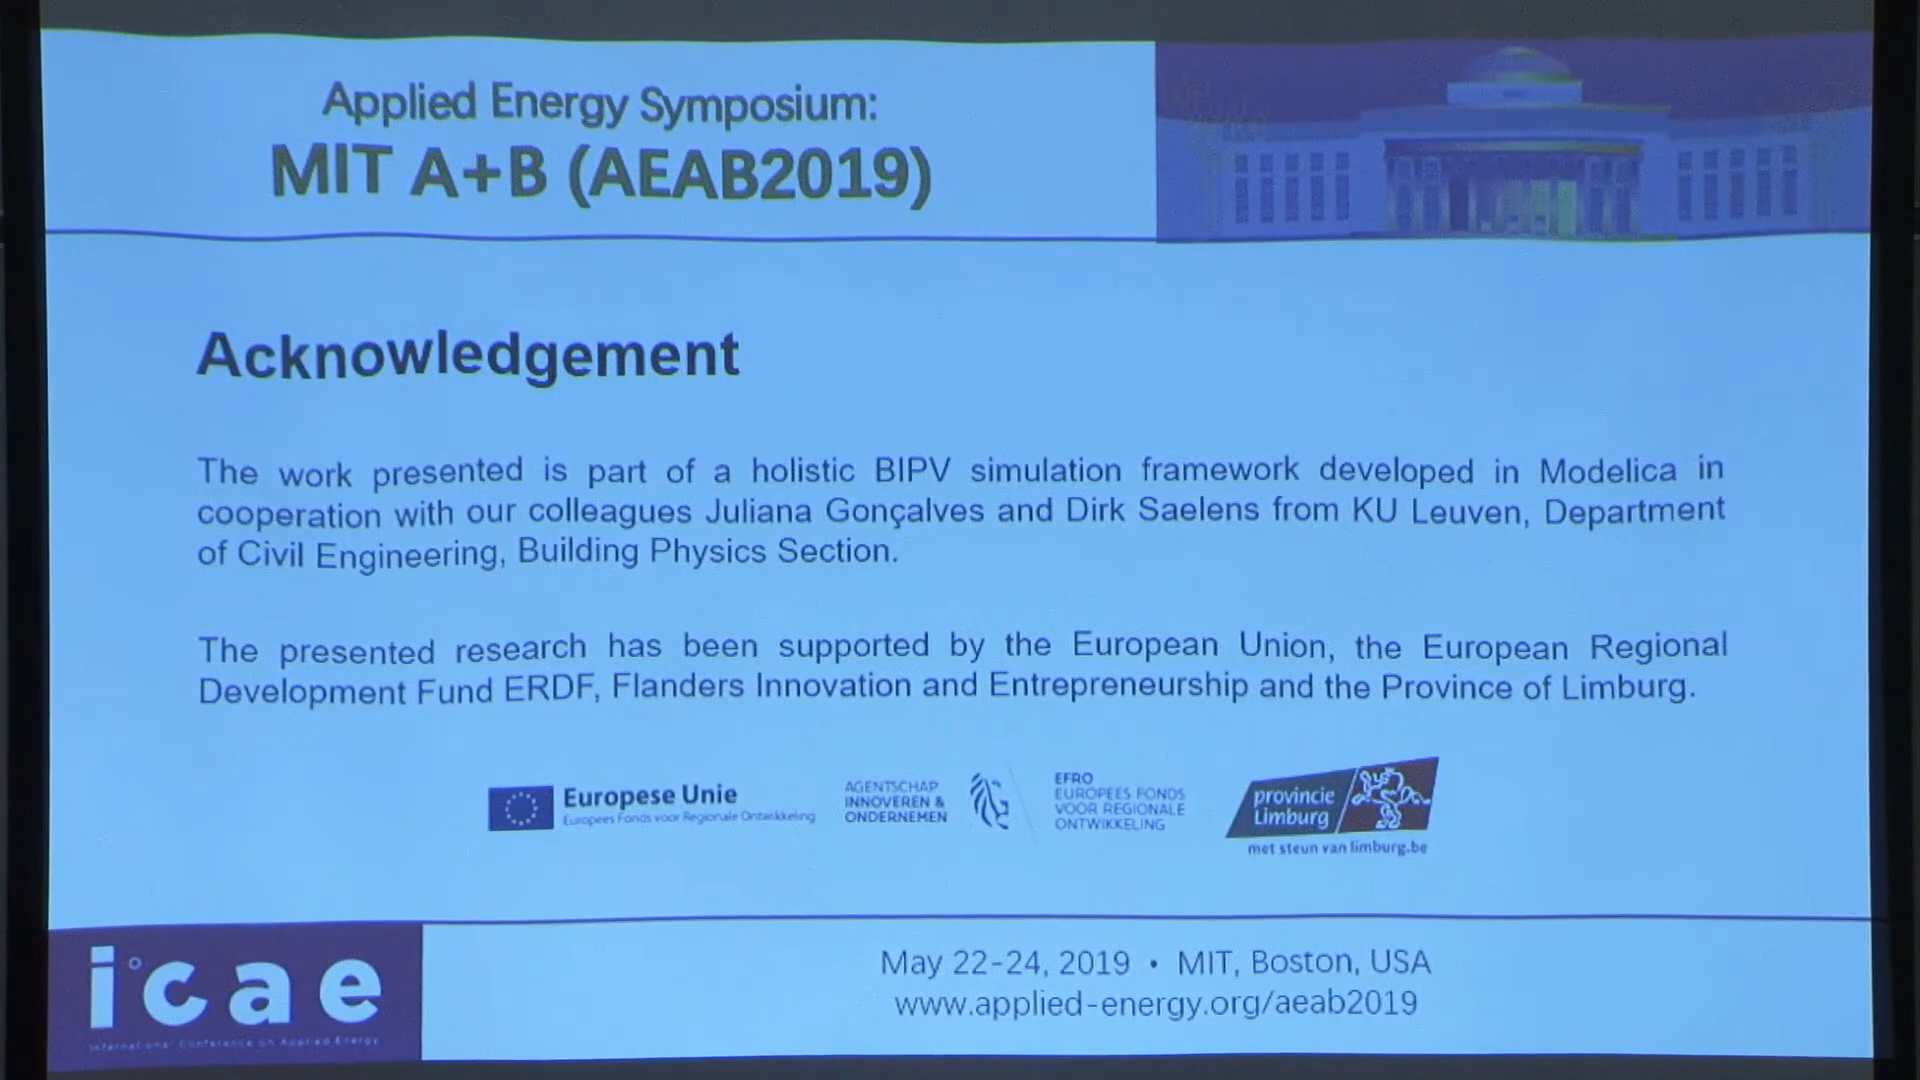 Applied Energy Symposium:
MIT A+B (AEAB2019)
Acknowledgement
The work presented is part of a holistic BIPV simulation framework developed in Modelica in
cooperation with our colleagues Juliana Gonçalves and Dirk Saelens from KU Leuven, Department
of Civil Engineering, Building Physics Section.
The presented research has been supported by the European Union, the European Regional
Development Fund ERDF, Flanders Innovation and Entrepreneurship and the Province of Limburg.
Europese Unie
Europees Fonds voor Regionale Ontwikkeling
AGENTSCHAP
INNOVEREN &
ONDERNEMEN
EFRO
EUROPEES FONDS
VOOR REGIONALE
ONTWIKKELING
provincie
Limburg
met steun van limburg.be
icae
International Conference on Applied Energy
May 22-24, 2019 • MIT, Boston, USA
www.applied-energy.org/aeab2019